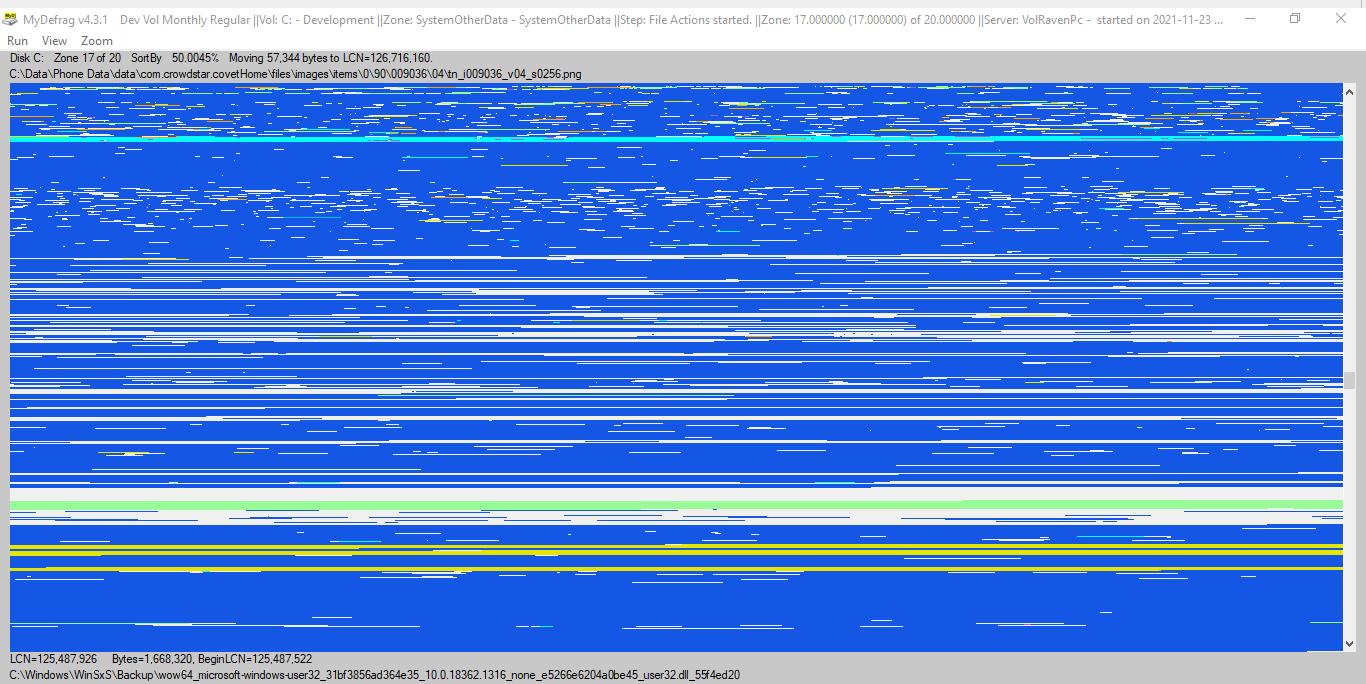 MyDefrag v4.3.1 Dev Vol Monthly Regular ||Vol: C: - Development ||Zone: SystemOtherData - SystemOtherData ||Step: File Actions started. ||Zone: 17.000000 (17.000000) of 20.000000 ||Server: VolRavenPc - started on 2021-11-23 ...
Run View Zoom
Disk C: Zone 17 of 20 SortBy 50.0045% Moving 57,344 bytes to LCN=126,716,160.
C:\Data\Phone Data\data\com.crowdstar.covetHome\files\images\items\0\90\009036\04\tn_i009036_v04_s0256.png
LCN=125,487,926 Bytes=1,668,320, BeginLCN=125,487,522
C:\Windows\WinSxS\Backup\wow64_microsoft-windows-user32_31bf3856ad364e35_10.0.18362.1316_none_e5266e6204a0be45_user32.dll_55f4ed20